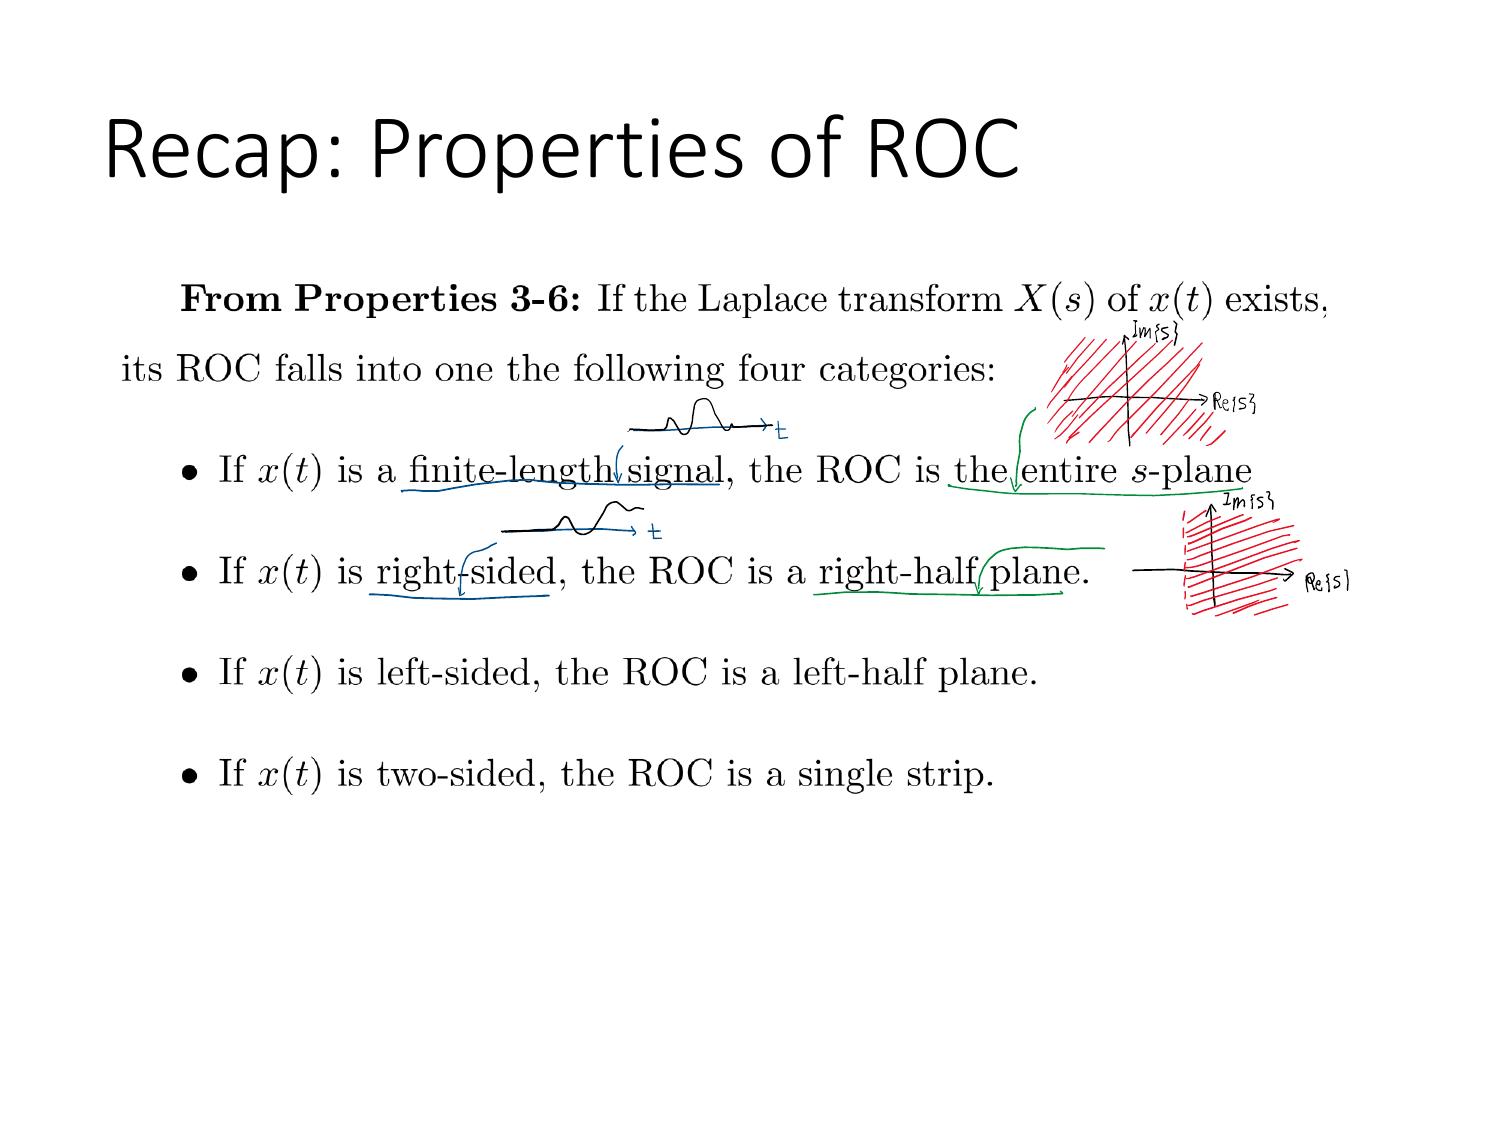 Recap: Properties of ROC
From Properties 3-6: If the Laplace transform X(s) of x(t) exists,
Im{s}
its ROC falls into one the following four categories:
Re{s}
t
• If x(t) is a finite-length signal, the ROC is the entire s-plane
Im{s}
t
• If x(t) is right-sided, the ROC is a right-half plane.
Re{s}
• If x(t) is left-sided, the ROC is a left-half plane.
• If x(t) is two-sided, the ROC is a single strip.